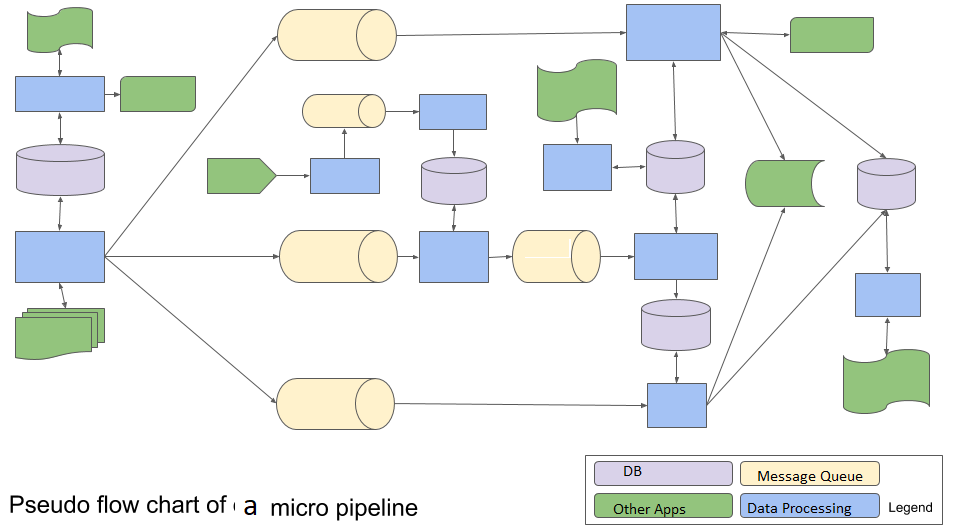 DB
Message Queue
Other Apps
Data Processing
Legend
Pseudo flow chart of a micro pipeline